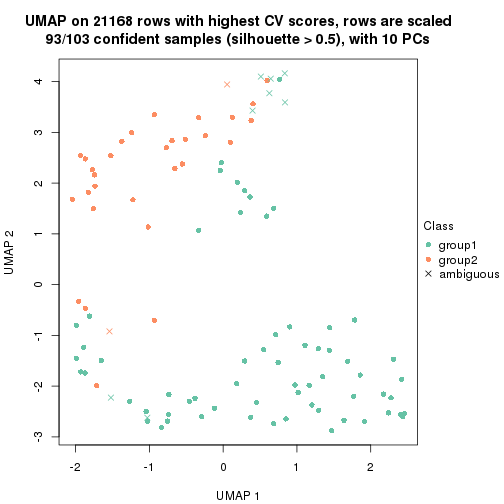 UMAP on 21168 rows with highest CV scores, rows are scaled
93/103 confident samples (silhouette > 0.5), with 10 PCs
4
3
2
1
0
-1
-2
-3
UMAP 2
-2
-1
0
1
2
UMAP 1
Class
group1
group2
ambiguous